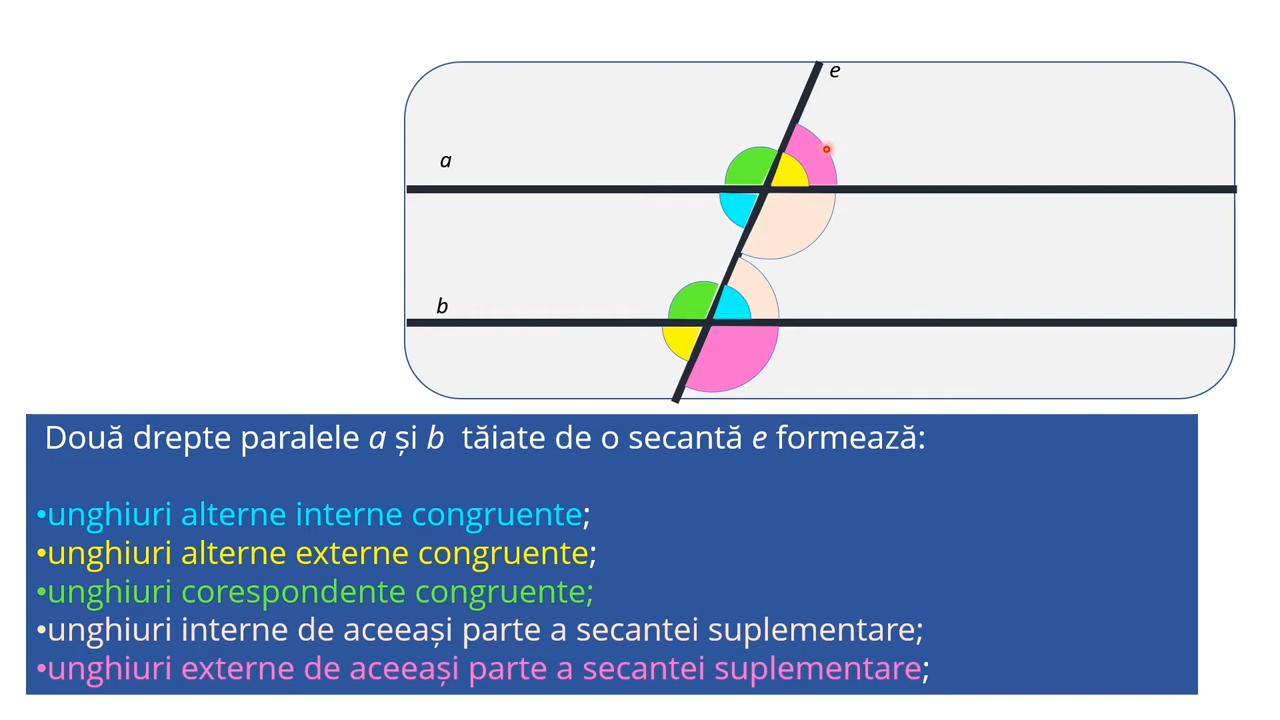 e
a
b
Două drepte paralele a și b tăiate de o secantă e formează:
•unghiuri alterne interne congruente;
•unghiuri alterne externe congruente;
•unghiuri corespondente congruente;
•unghiuri interne de aceeași parte a secantei suplementare;
•unghiuri externe de aceeași parte a secantei suplementare;